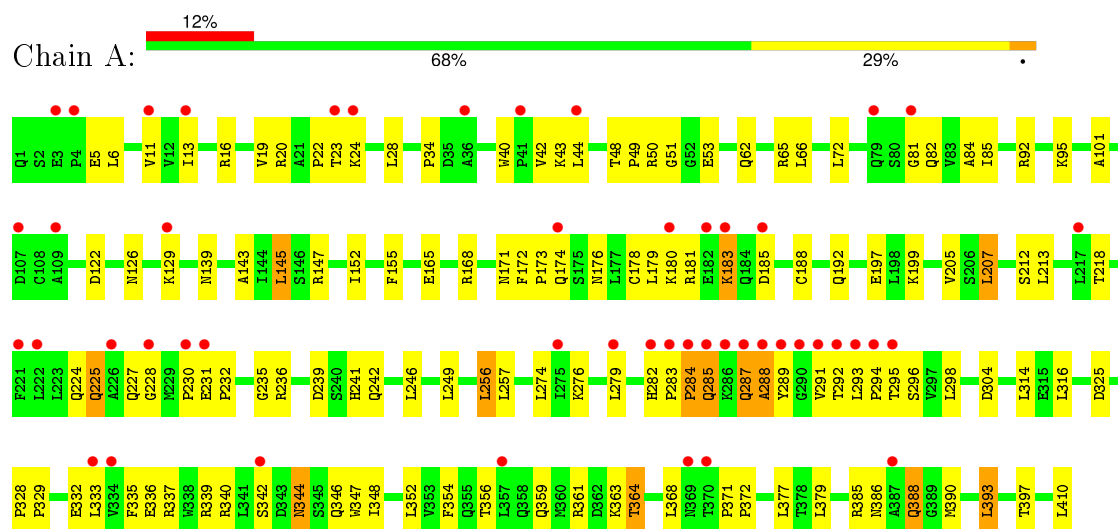 12%
Chain A:
68% 29% •
Q1 S2 E3 P4 E5 L6 V11 V12 I13 R16 V19 R20 A21 P22 T23 K24 L28 P34 D35 A36 W40 P41 V42 K43 L44 T48 P49 R50 G51 G52 E53 Q62 R65 L66 L72 Q79 S80 G81 Q82 V83 A84 I85 R92 K95 A101
D107 C108 A109 D122 N126 K129 N139 A143 I144 L145 S146 R147 I152 F155 E165 R168 N171 F172 P173 Q174 S175 N176 L177 C178 L179 K180 R181 E182 K183 Q184 D185 C188 Q192 E197 L198 K199 V205 S206 L207 S212 L213 L217 T218
F221 L222 L223 Q224 Q225 A226 Q227 G228 M229 P230 E231 P232 G235 R236 D239 S240 H241 Q242 L246 L249 L256 L257 L274 I275 K276 L279 H282 P283 P284 Q285 K286 Q287 A288 Y289 G290 V291 T292 L293 P294 T295 S296 V297 L298 D304 L314 E315 L316 D325
P328 P329 E332 L333 V334 F335 E336 R337 W338 R339 R340 L341 S342 D343 N344 S345 Q346 W347 I348 L352 V353 F354 Q355 T356 L357 Q358 Q359 M360 R361 D362 K363 T364 L368 N369 T370 P371 P372 L377 T378 L379 R385 N386 A387 Q388 G389 M390 L393 T397 L410